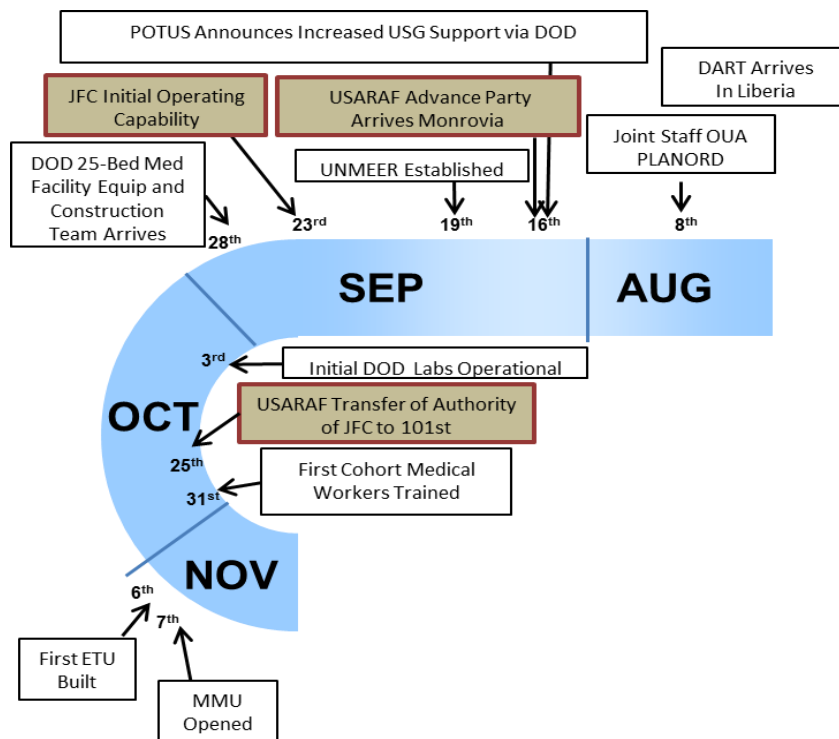 POTUS Announces Increased USG Support via DOD
DART Arrives
In Liberia
JFC Initial Operating
Capability
USARAF Advance Party
Arrives Monrovia
Joint Staff OUA
PLANORD
DOD 25-Bed Med
Facility Equip and
Construction
Team Arrives
UNMEER Established
28th
23rd
19th
16th
8th
SEP
AUG
3rd
Initial DOD Labs Operational
OCT
USARAF Transfer of Authority
of JFC to 101st
25th
First Cohort Medical
Workers Trained
31st
NOV
6th
7th
First ETU
Built
MMU
Opened